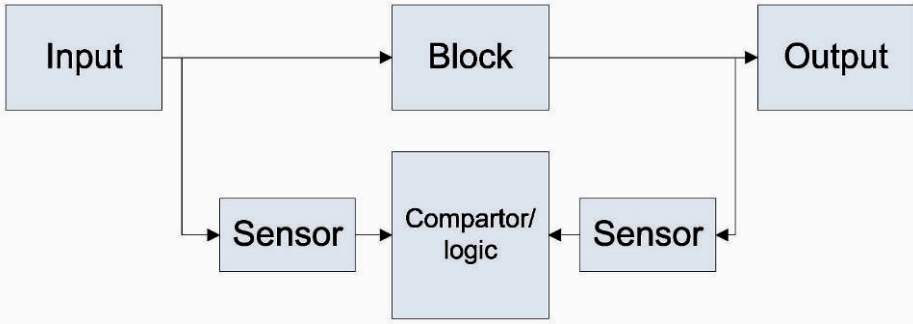 Input
Block
Output
Sensor
Compartor/
logic
Sensor